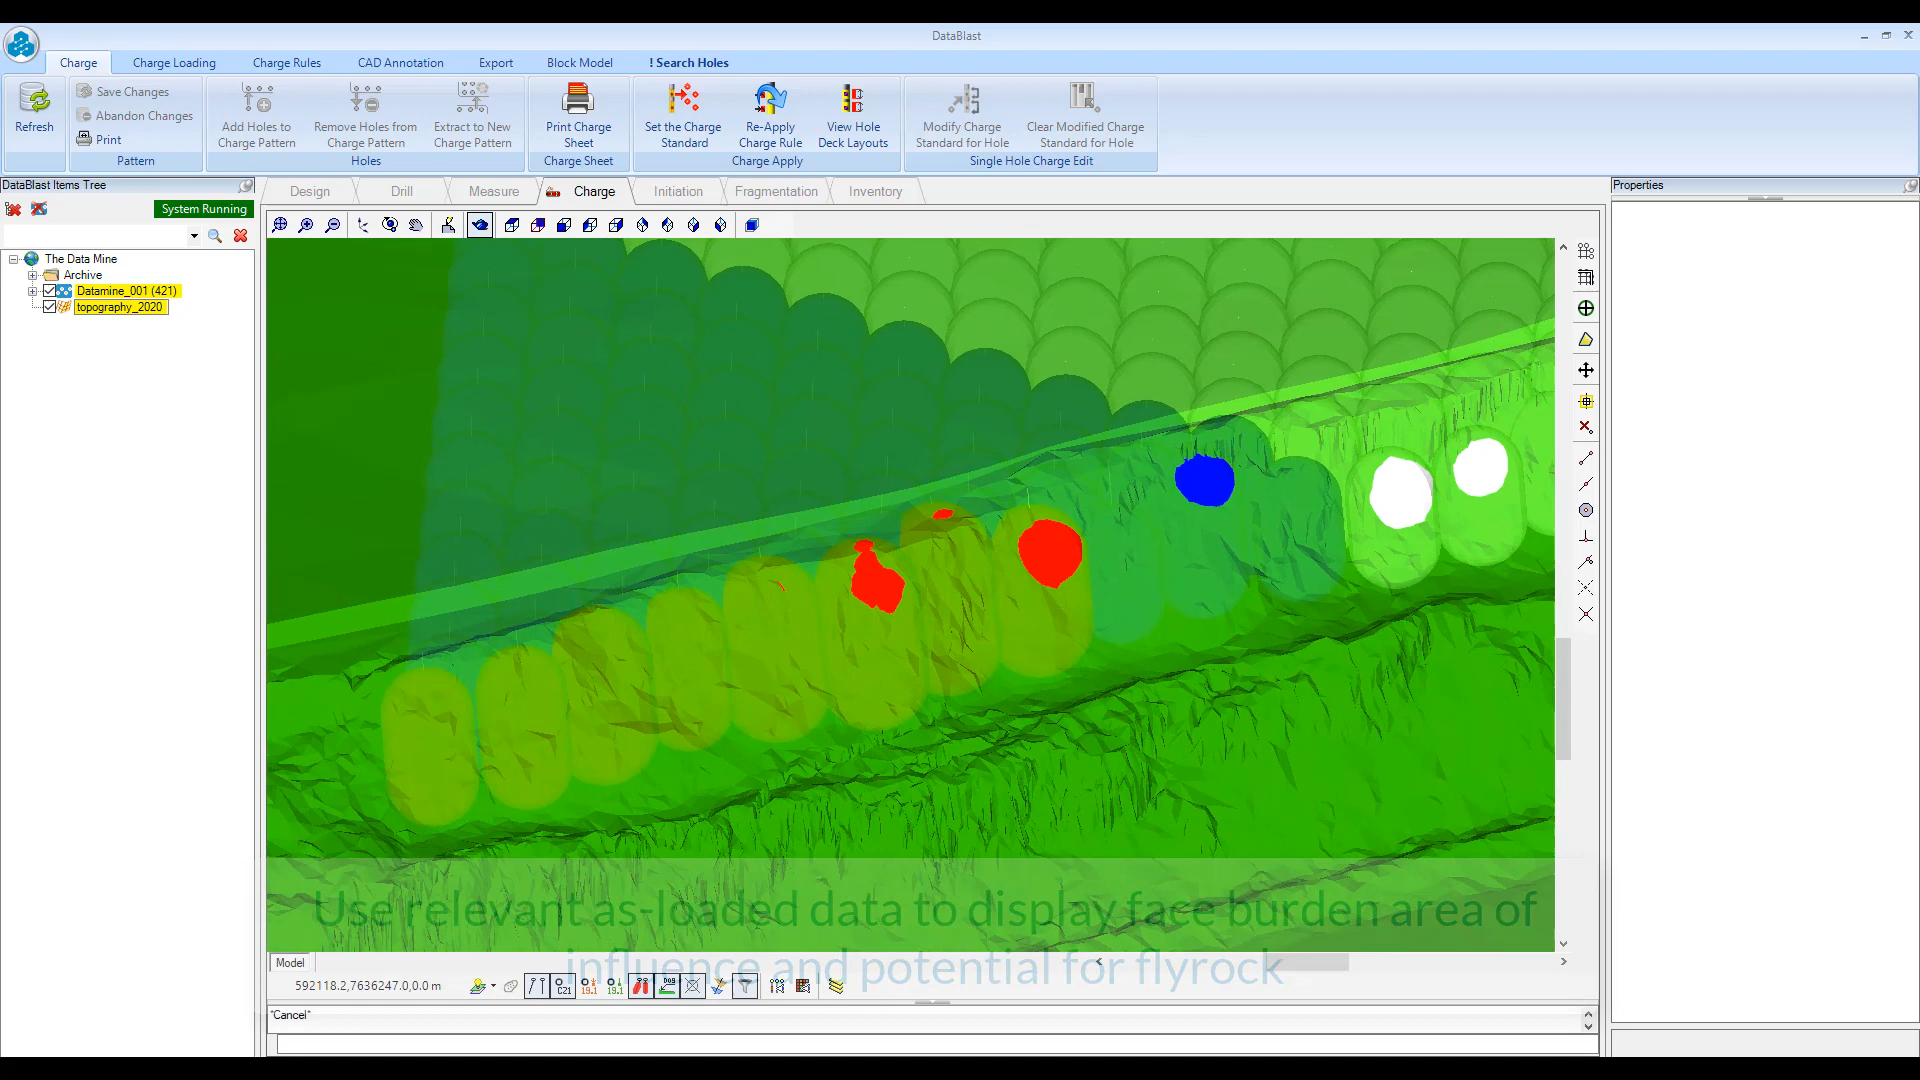 DataBlast
Charge
Charge Loading
Charge Rules
CAD Annotation
Export
Block Model
! Search Holes
Refresh
Save Changes
Abandon Changes
Print
Pattern
Add Holes to
Charge Pattern
Remove Holes from
Charge Pattern
Extract to New
Charge Pattern
Holes
Print Charge
Sheet
Charge Sheet
Set the Charge
Standard
Re-Apply
Charge Rule
View Hole
Deck Layouts
Charge Apply
Modify Charge
Standard for Hole
Clear Modified Charge
Standard for Hole
Single Hole Charge Edit
DataBlast Items Tree
System Running
The Data Mine
Archive
Datamine_001 (421)
topography_2020
Design
Drill
Measure
Charge
Initiation
Fragmentation
Inventory
Properties
Use relevant as-loaded data to display face burden area of
influence and potential for flyrock
Model
592118.2,7636247.0,0.0 m
C21
19.1
19.1
*Cancel*